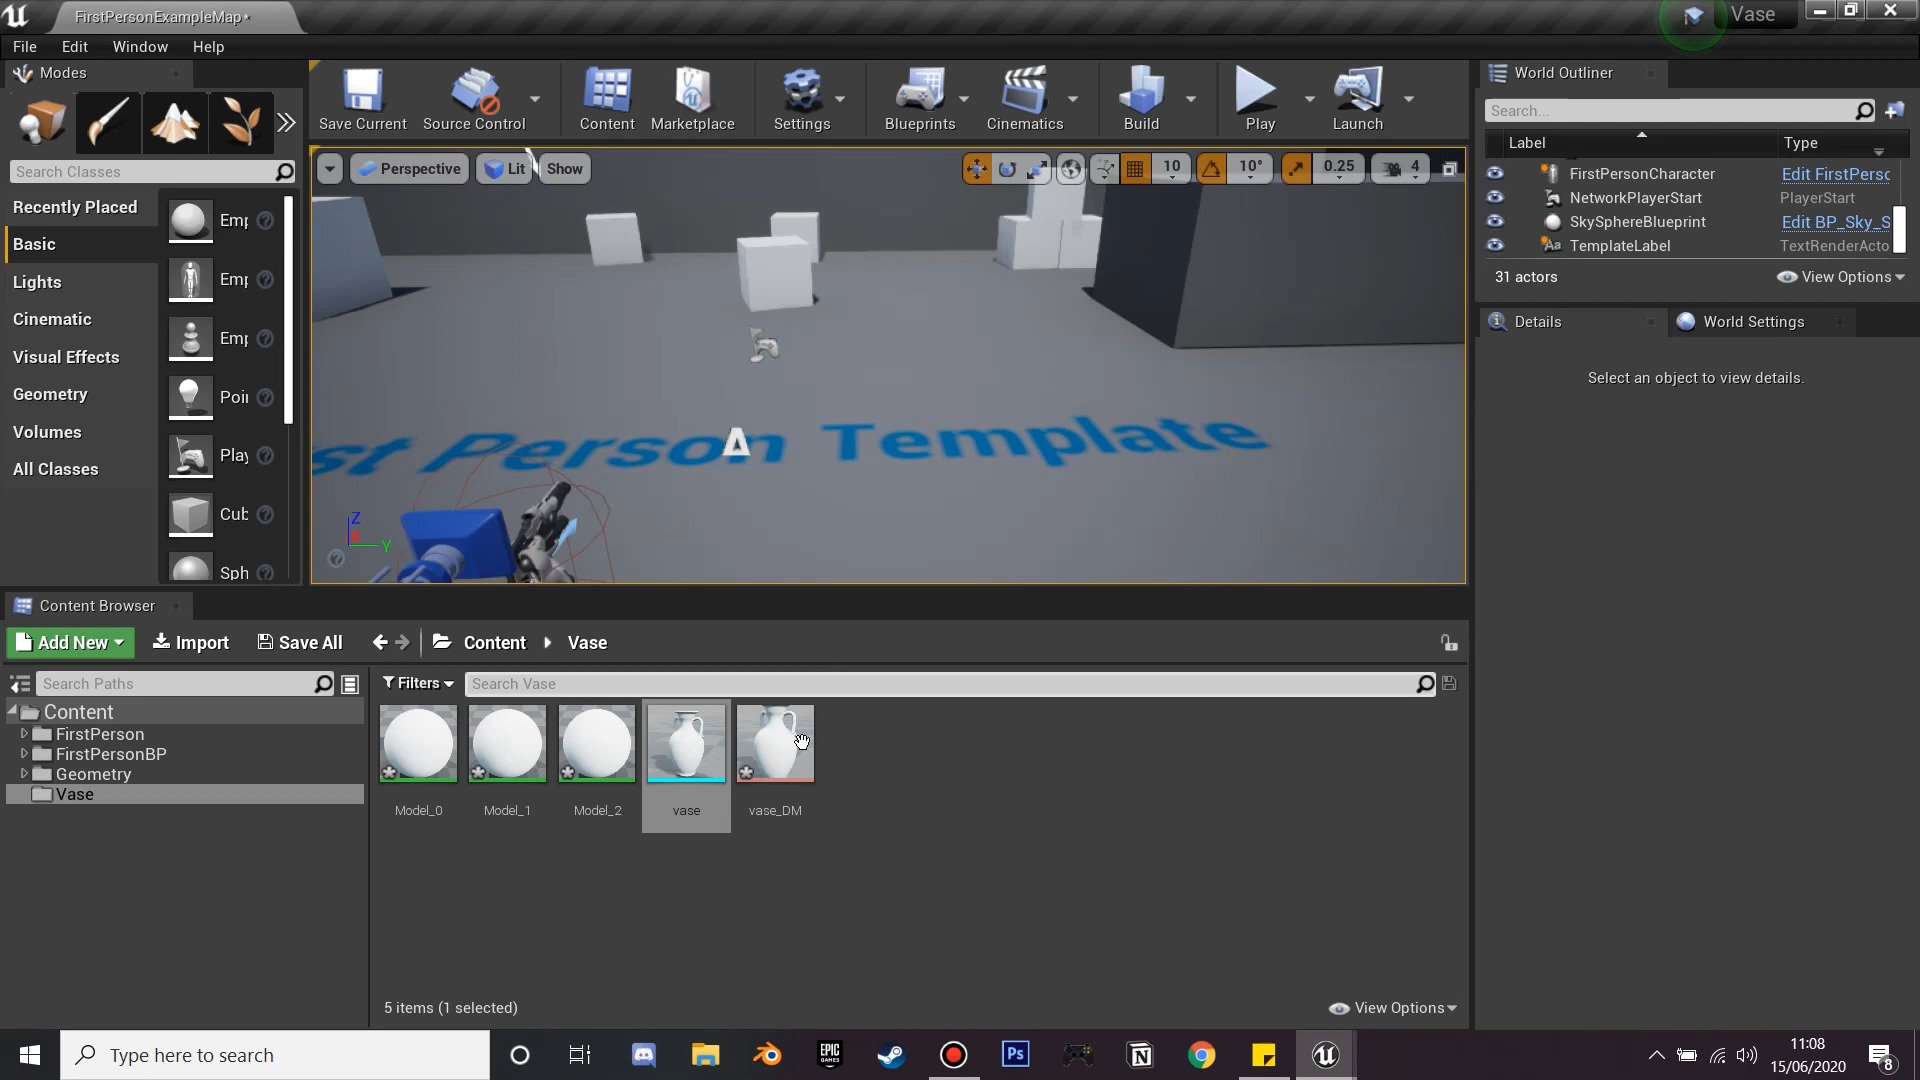 FirstPersonExampleMap*
Vase
File Edit Window Help
Modes
Save Current
Source Control
Content
Marketplace
Settings
Blueprints
Cinematics
Build
Play
Launch
Search Classes
Recently Placed
Basic
Lights
Cinematic
Visual Effects
Geometry
Volumes
All Classes
Emp
Emp
Emp
Poin
Play
Cub
Sph
Perspective
Lit
Show
10
10°
0.25
4
st Person Template
Z
X
Y
World Outliner
Search...
Label Type
FirstPersonCharacter Edit FirstPerso
NetworkPlayerStart PlayerStart
SkySphereBlueprint Edit BP_Sky_S
TemplateLabel TextRenderActo
31 actors
View Options
Details
World Settings
Select an object to view details.
Content Browser
Add New
Import
Save All
Content
Vase
Search Paths
Filters
Search Vase
Content
FirstPerson
FirstPersonBP
Geometry
Vase
Model_0
Model_1
Model_2
vase
vase_DM
5 items (1 selected)
View Options
Type here to search
EPIC
GAMES
Ps
11:08
15/06/2020
8